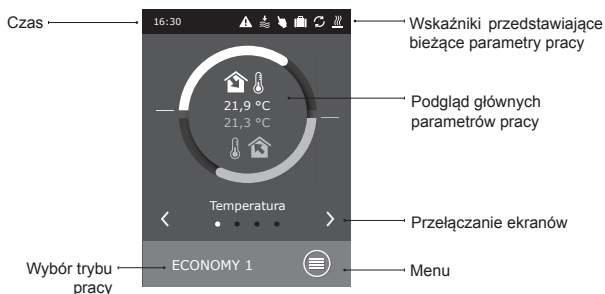 Czas
16:30
Wskaźniki przedstawiające
bieżące parametry pracy
21,9 °C
21,3 °C
Podgląd głównych
parametrów pracy
Temperatura
Przełączanie ekranów
Wybór trybu
pracy
ECONOMY 1
Menu